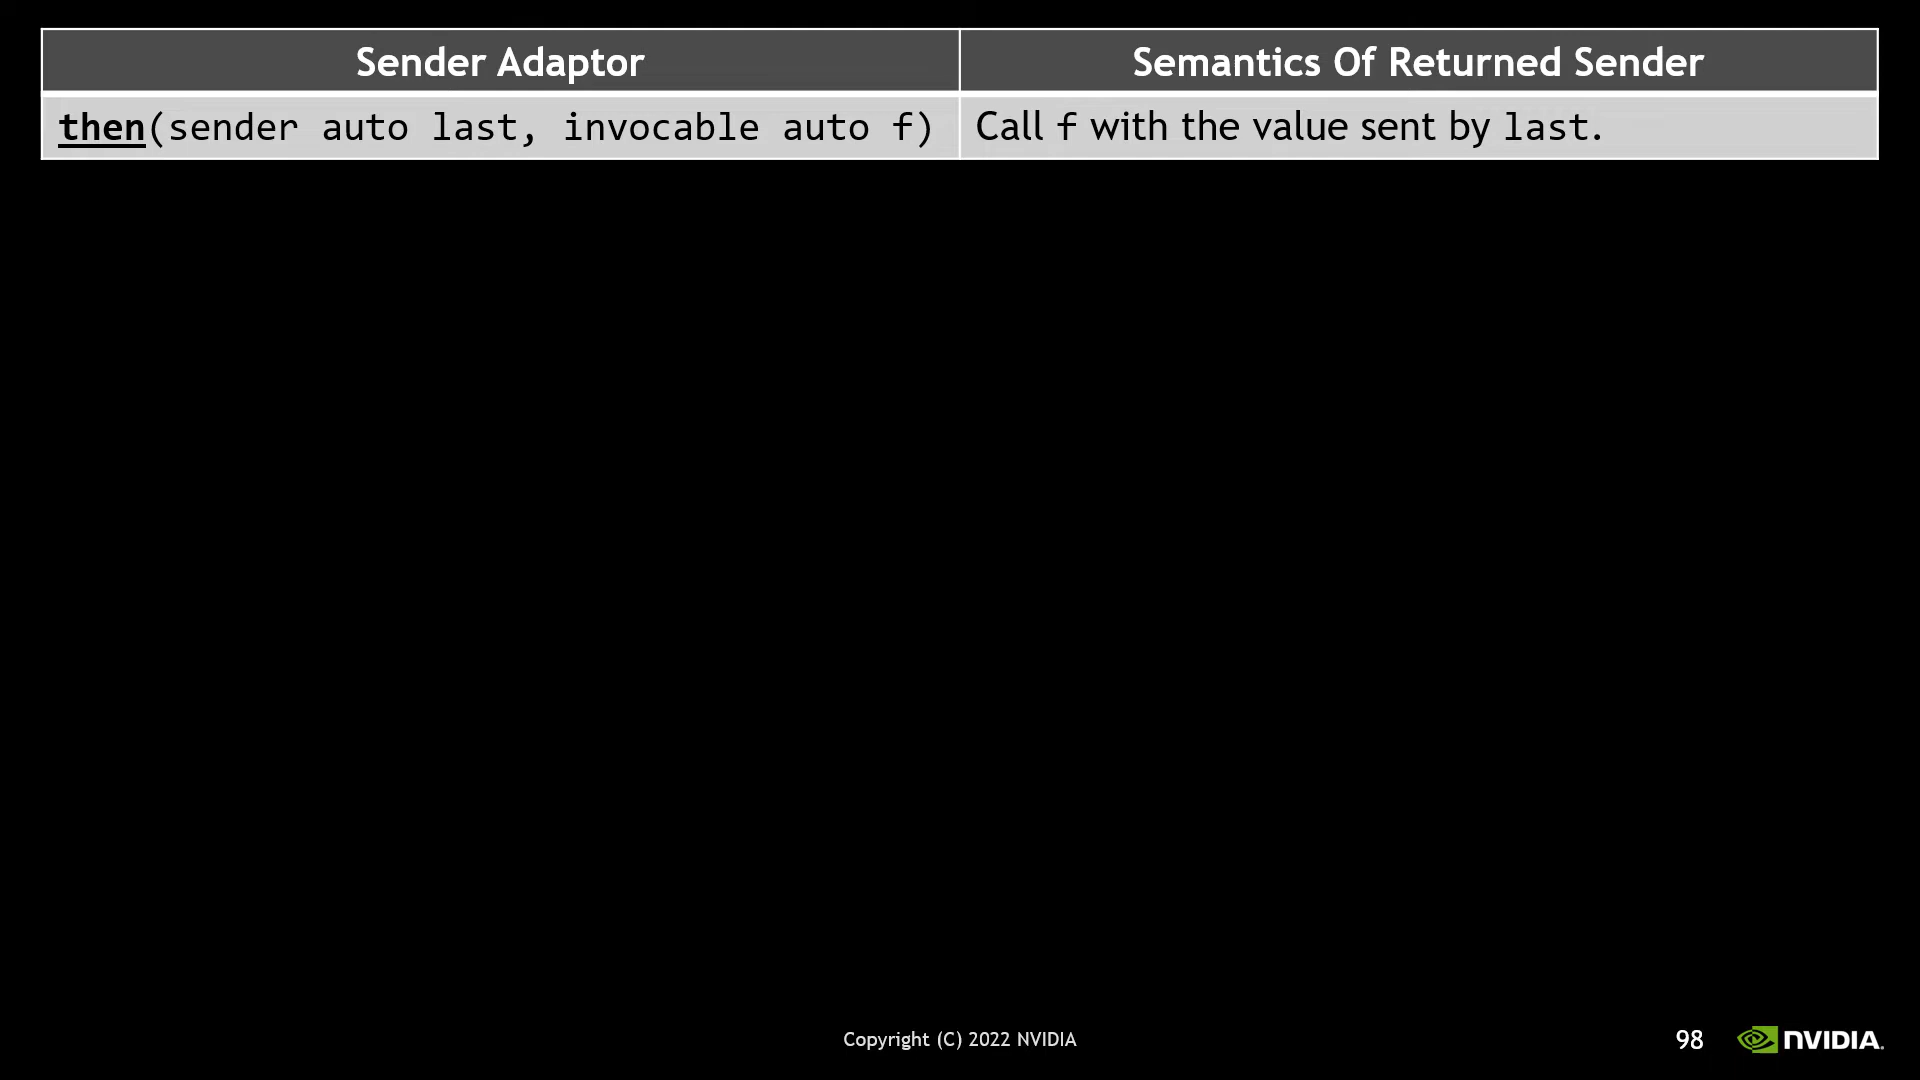 Sender Adaptor
Semantics Of Returned Sender
then(sender auto last, invocable auto f)
Call f with the value sent by last.
Copyright (C) 2022 NVIDIA
98
NVIDIA.